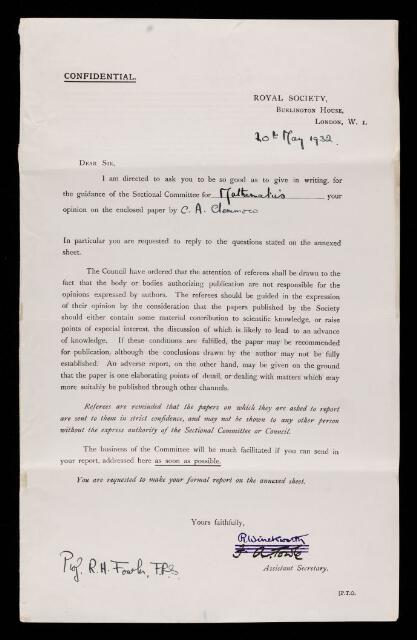 CONFIDENTIAL.
ROYAL SOCIETY,
BURLINGTON HOUSE,
LONDON, W. 1.
20th May 1932.
DEAR SIR,
I am directed to ask you to be so good as to give in writing, for
the guidance of the Sectional Committee for Mathematics your
opinion on the enclosed paper by C. A. Clemmow
In particular you are requested to reply to the questions stated on the annexed
sheet.
The Council have ordered that the attention of referees shall be drawn to the
fact that the body or bodies authorizing publication are not responsible for the
opinions expressed by authors. The referees should be guided in the expression
of their opinion by the consideration that the papers published by the Society
should either contain some material contribution to scientific knowledge, or raise
points of especial interest, the discussion of which is likely to lead to an advance
of knowledge. If these conditions are fulfilled, the paper may be recommended
for publication, although the conclusions drawn by the author may not be fully
established. An adverse report, on the other hand, may be given on the ground
that the paper is one elaborating points of detail, or dealing with matters which may
more suitably be published through other channels.
Referees are reminded that the papers on which they are asked to report
are sent to them in strict confidence, and may not be shown to any other person
without the express authority of the Sectional Committee or Council.
The business of the Committee will be much facilitated if you can send in
your report, addressed here as soon as possible.
You are requested to make your formal report on the annexed sheet.
Yours faithfully,
R. Winckworth
F. A. Towle
Assistant Secretary.
Prof. R. H. Fowler, F.R.S.
[P.T.O.